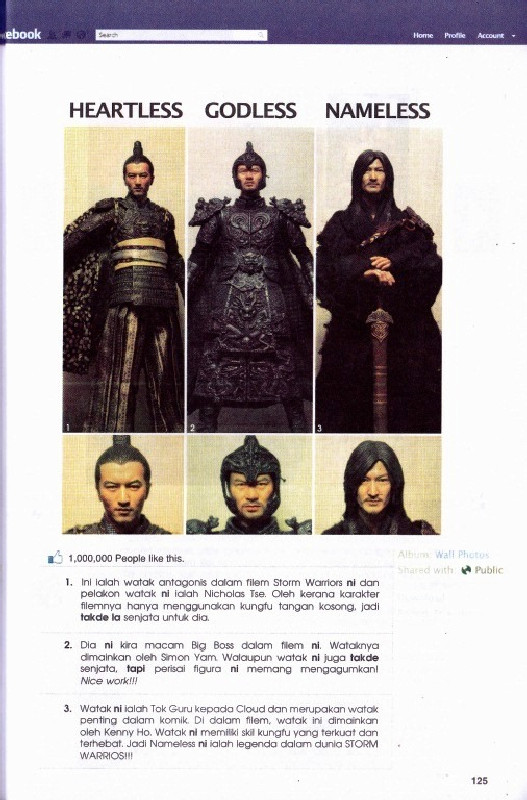 ebook
Search
Home Profile Account
HEARTLESS GODLESS NAMELESS
1
2
3
1,000,000 People like this.
Album: Wall Photos
Shared with: Public
1. Ini ialah watak antagonis dalam filem Storm Warriors ni dan
pelakon watak ni ialah Nicholas Tse. Oleh kerana karakter
filemnya hanya menggunakan kungfu tangan kosong, jadi
takde la senjata untuk dia.
2. Dia ni kira macam Big Boss dalam filem ni. Wataknya
dimainkan oleh Simon Yam. Walaupun watak ni juga takde
senjata, tapi perisai figura ni memang mengagumkan!
Nice work!!!
3. Watak ni ialah Tok Guru kepada Cloud dan merupakan watak
penting dalam komik. Di dalam filem, watak ini dimainkan
oleh Kenny Ho. Watak ni memiliki skil kungfu yang terkuat dan
terhebat. Jadi Nameless ni ialah legenda dalam dunia STORM
WARRIOS!!!
125